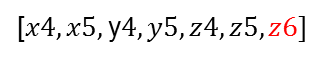 [x4, x5, y4, y5, z4, z5, z6]